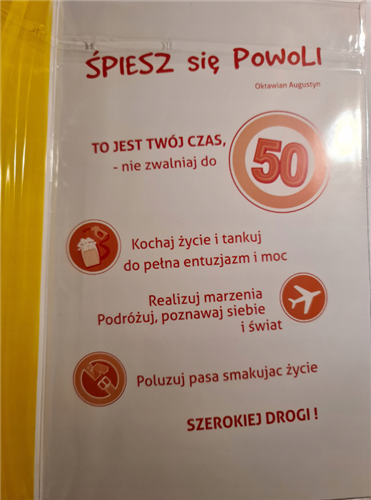 ŚPIESZ się PoWoLI
Oktawian Augustyn
TO JEST TWÓJ CZAS,
- nie zwalniaj do
50
Kochaj życie i tankuj
do pełna entuzjazm i moc
Realizuj marzenia
Podróżuj, poznawaj siebie
i świat
Poluzuj pasa smakujac życie
SZEROKIEJ DROGI !